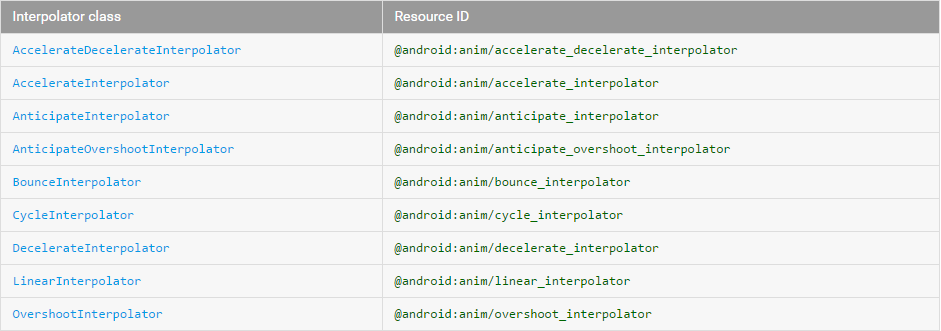 Interpolator class Resource ID
AccelerateDecelerateInterpolator @android:anim/accelerate_decelerate_interpolator
AccelerateInterpolator @android:anim/accelerate_interpolator
AnticipateInterpolator @android:anim/anticipate_interpolator
AnticipateOvershootInterpolator @android:anim/anticipate_overshoot_interpolator
BounceInterpolator @android:anim/bounce_interpolator
CycleInterpolator @android:anim/cycle_interpolator
DecelerateInterpolator @android:anim/decelerate_interpolator
LinearInterpolator @android:anim/linear_interpolator
OvershootInterpolator @android:anim/overshoot_interpolator